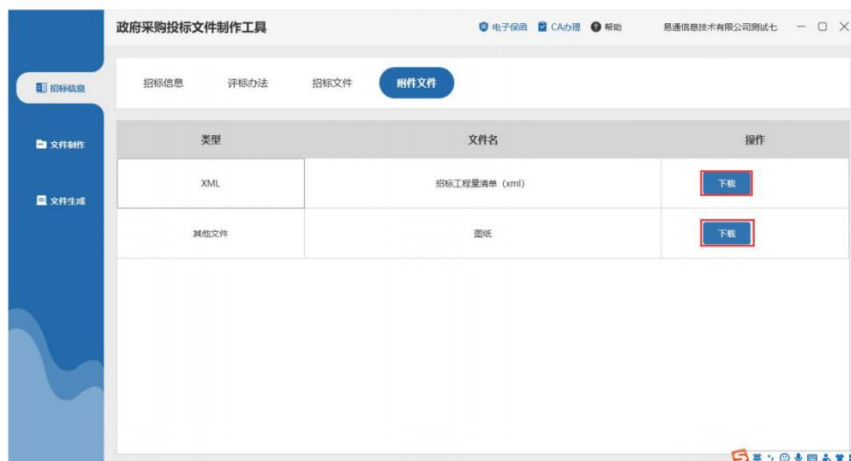 政府采购投标文件制作工具
电子保函 CA办理 帮助 易通信息技术有限公司测试七
招标信息 评标办法 招标文件 附件文件
招标信息
文件制作
文件生成
类型 文件名 操作
XML 招标工程量清单（xml） 下载
其他文件 图纸 下载
英